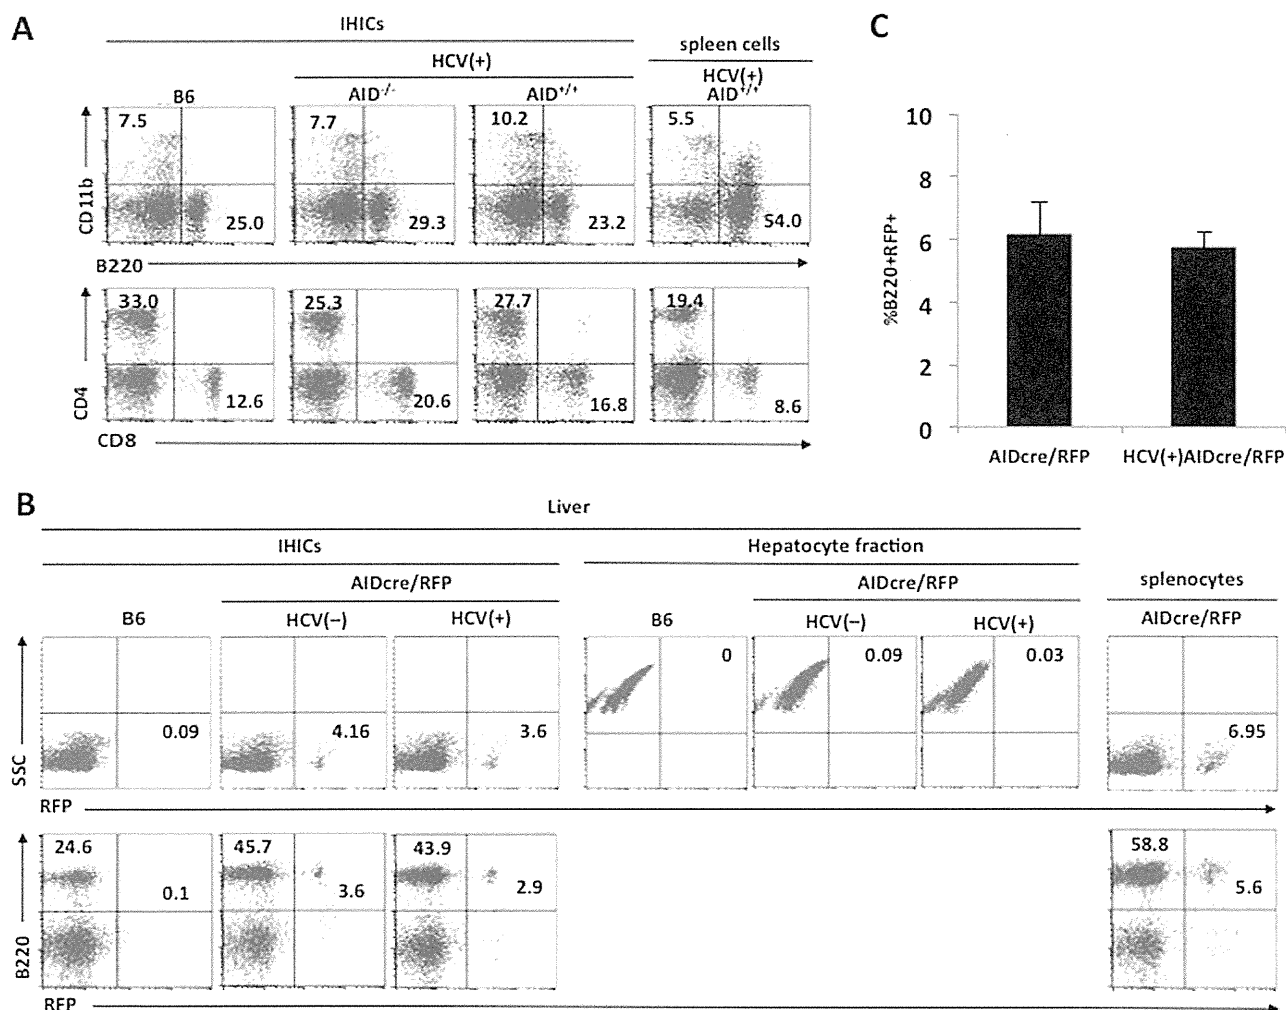 A
IHICs
HCV(+)
spleen cells
HCV(+)
B6
AID-/-
AID+/+
AID+/+
7.5
7.7
10.2
5.5
25.0
29.3
23.2
54.0
CD11b
B220
33.0
25.3
27.7
19.4
12.6
20.6
16.8
8.6
CD4
CD8
C
10
8
6
4
2
0
%B220+RFP+
AIDcre/RFP
HCV(+)AIDcre/RFP
B
Liver
IHICs
Hepatocyte fraction
AIDcre/RFP
AIDcre/RFP
splenocytes
B6
HCV(−)
HCV(+)
B6
HCV(−)
HCV(+)
AIDcre/RFP
0.09
4.16
3.6
0
0.09
0.03
6.95
SSC
RFP
24.6
45.7
43.9
58.8
0.1
3.6
2.9
5.6
B220
RFP